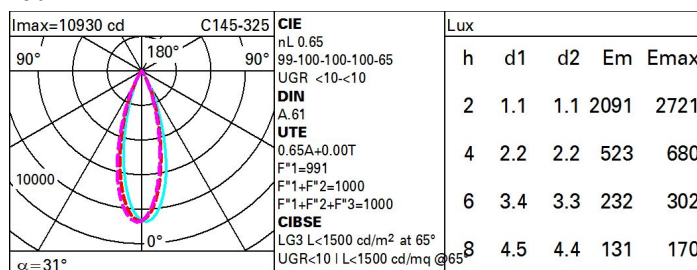 Imax=10930 cd C145-325
90° 180° 90°
10000
0°
α=31°
CIE
nL 0.65
99-100-100-100-65
UGR <10-<10
DIN
A.61
UTE
0.65A+0.00T
F"1=991
F"1+F"2=1000
F"1+F"2+F"3=1000
CIBSE
LG3 L<1500 cd/m² at 65°
UGR<10 | L<1500 cd/mq @65°
Lux
h d1 d2 Em Emax
2 1.1 1.1 2091 2721
4 2.2 2.2 523 680
6 3.4 3.3 232 302
8 4.5 4.4 131 170